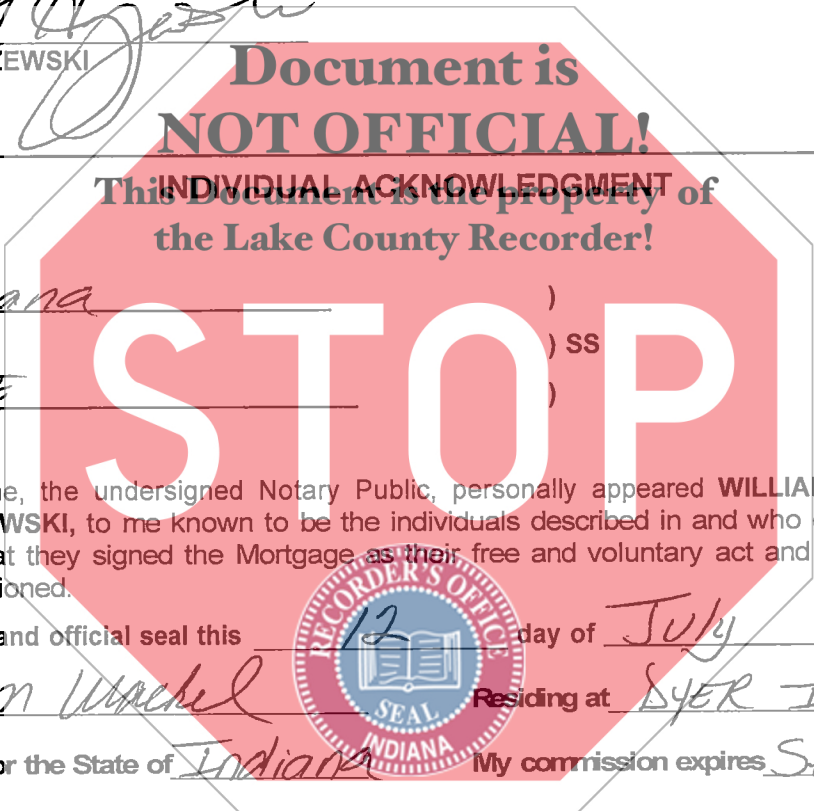 EWSKI
Document is
NOT OFFICIAL!
INDIVIDUAL ACKNOWLEDGMENT
This Document is the property of
the Lake County Recorder!
ana )
) SS
)
STOP
e, the undersigned Notary Public, personally appeared WILLIA
WSKI, to me known to be the individuals described in and who
at they signed the Mortgage as their free and voluntary act and
ioned.
and official seal this 12 day of July
RECORDER'S OFFICE
SEAL
INDIANA
Residing at DYER I
r the State of Indiana My commission expires